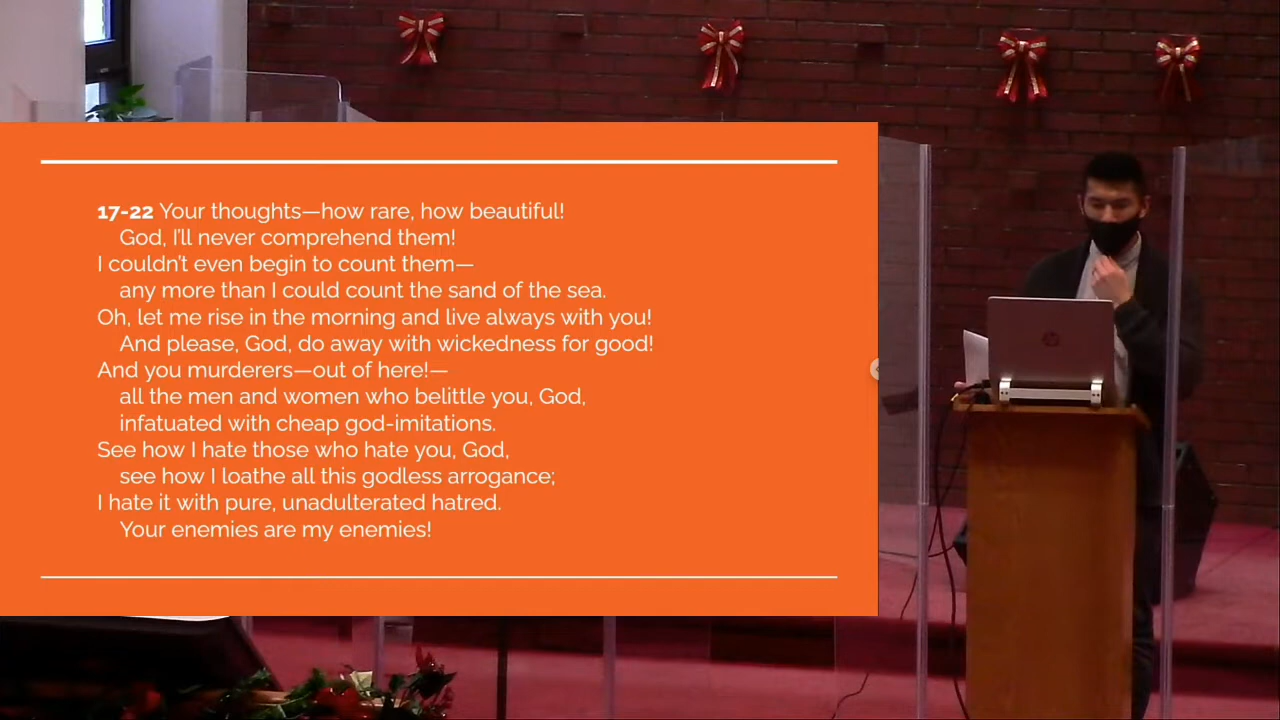 17-22 Your thoughts—how rare, how beautiful!
God, I'll never comprehend them!
I couldn't even begin to count them—
any more than I could count the sand of the sea.
Oh, let me rise in the morning and live always with you!
And please, God, do away with wickedness for good!
And you murderers—out of here!—
all the men and women who belittle you, God,
infatuated with cheap god-imitations.
See how I hate those who hate you, God,
see how I loathe all this godless arrogance;
I hate it with pure, unadulterated hatred.
Your enemies are my enemies!